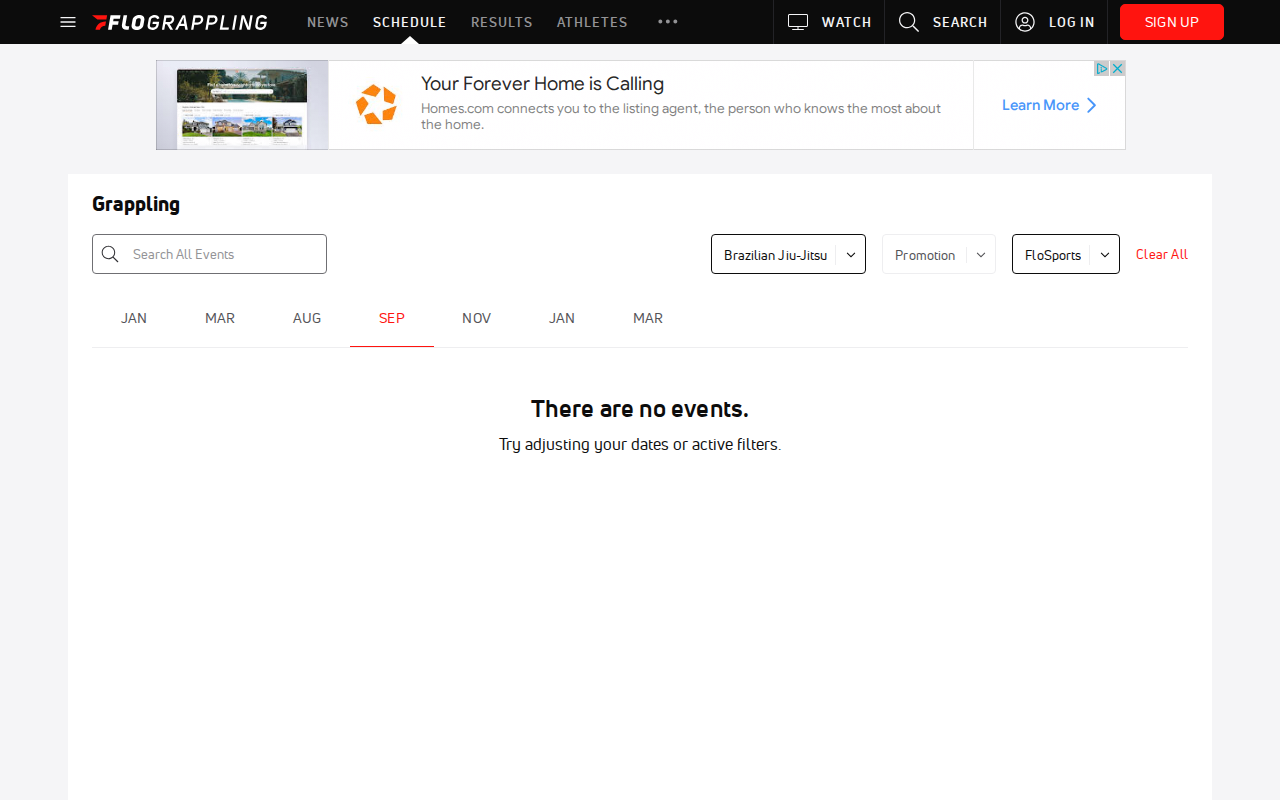 FLOGRAPPLING
NEWS
SCHEDULE
RESULTS
ATHLETES
WATCH
SEARCH
LOG IN
SIGN UP
Your Forever Home is Calling
Homes.com connects you to the listing agent, the person who knows the most about
the home.
Learn More
Grappling
Search All Events
Brazilian Jiu-Jitsu
Promotion
FloSports
Clear All
JAN
MAR
AUG
SEP
NOV
JAN
MAR
There are no events.
Try adjusting your dates or active filters.